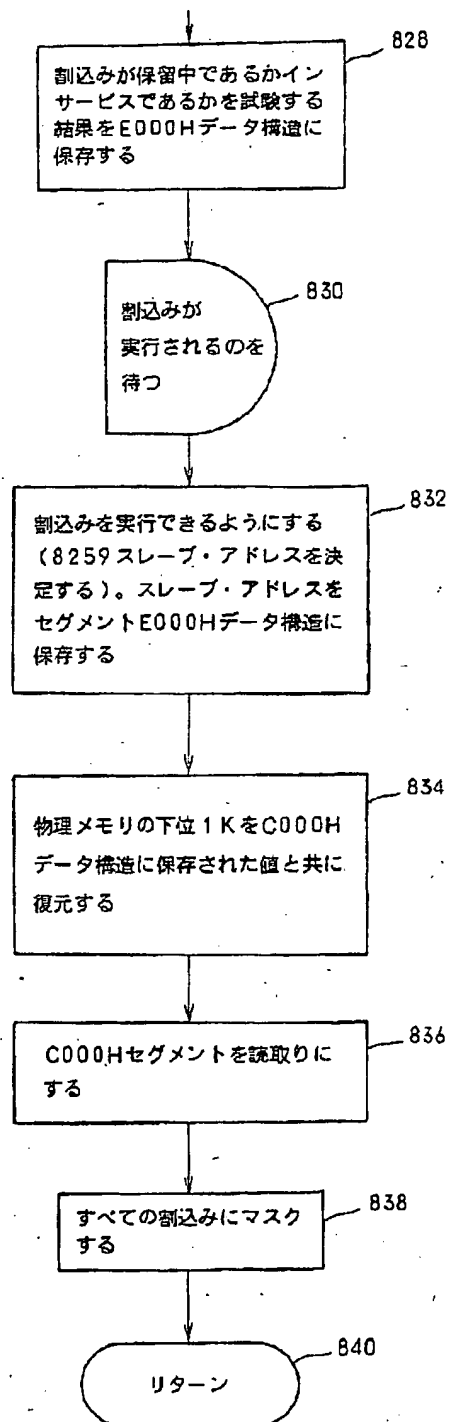 828
割込みが保留中であるかイン
サービスであるかを試験する
結果をE000Hデータ構造に
保存する
830
割込みが
実行されるのを
待つ
832
割込みを実行できるようにする
(8259スレーブ・アドレスを決
定する)。スレーブ・アドレスを
セグメントE000Hデータ構造に
保存する
834
物理メモリの下位1KをC000H
データ構造に保存された値と共に
復元する
836
C000Hセグメントを読取りに
する
838
すべての割込みにマスク
する
840
リターン